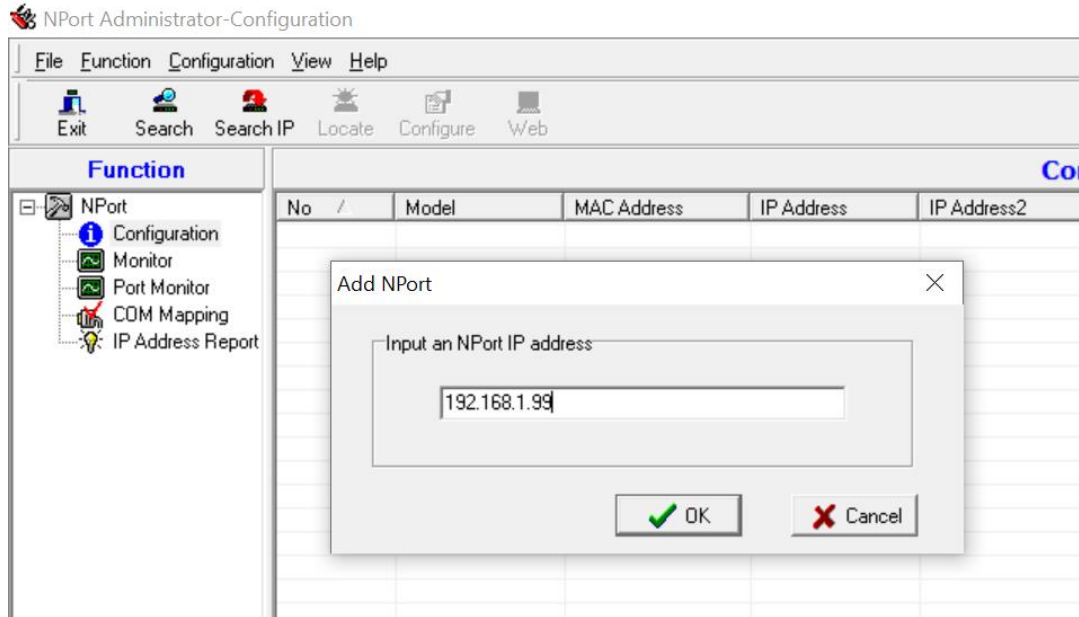 NPort Administrator-Configuration
File Function Configuration View Help
Exit Search Search IP Locate Configure Web
Function
NPort
Configuration
Monitor
Port Monitor
COM Mapping
IP Address Report
No Model MAC Address IP Address IP Address2
Add NPort
Input an NPort IP address
192.168.1.99
OK Cancel